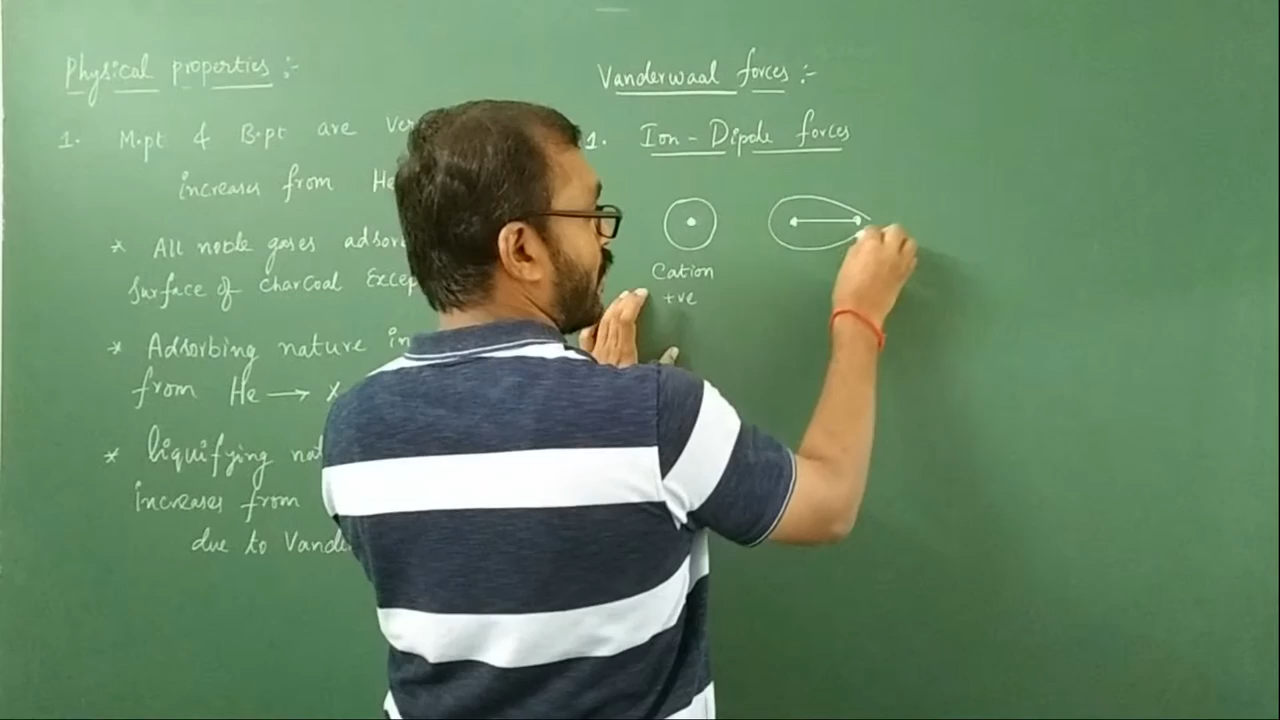 Physical properties :-
1. M.pt & B.pt are
increases from
* All noble gases
surface of charcoal
* Adsorbing nature
from He →
* liquifying
increases from
due to
Vanderwaal forces :-
1. Ion - Dipole forces
Cation
+ve